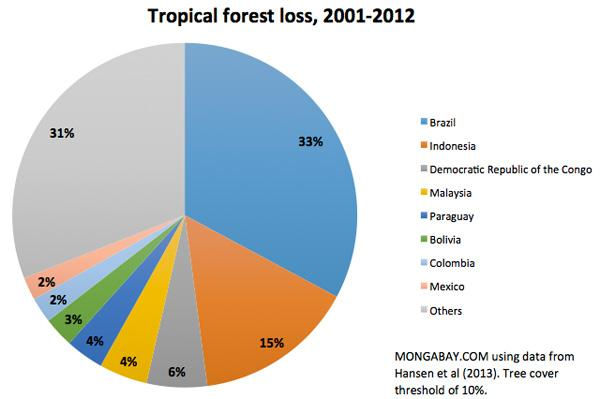 Tropical forest loss, 2001-2012
31%
33%
2%
2%
3%
4%
4%
6%
15%
Brazil
Indonesia
Democratic Republic of the Congo
Malaysia
Paraguay
Bolivia
Colombia
Mexico
Others
MONGABAY.COM using data from
Hansen et al (2013). Tree cover
threshold of 10%.